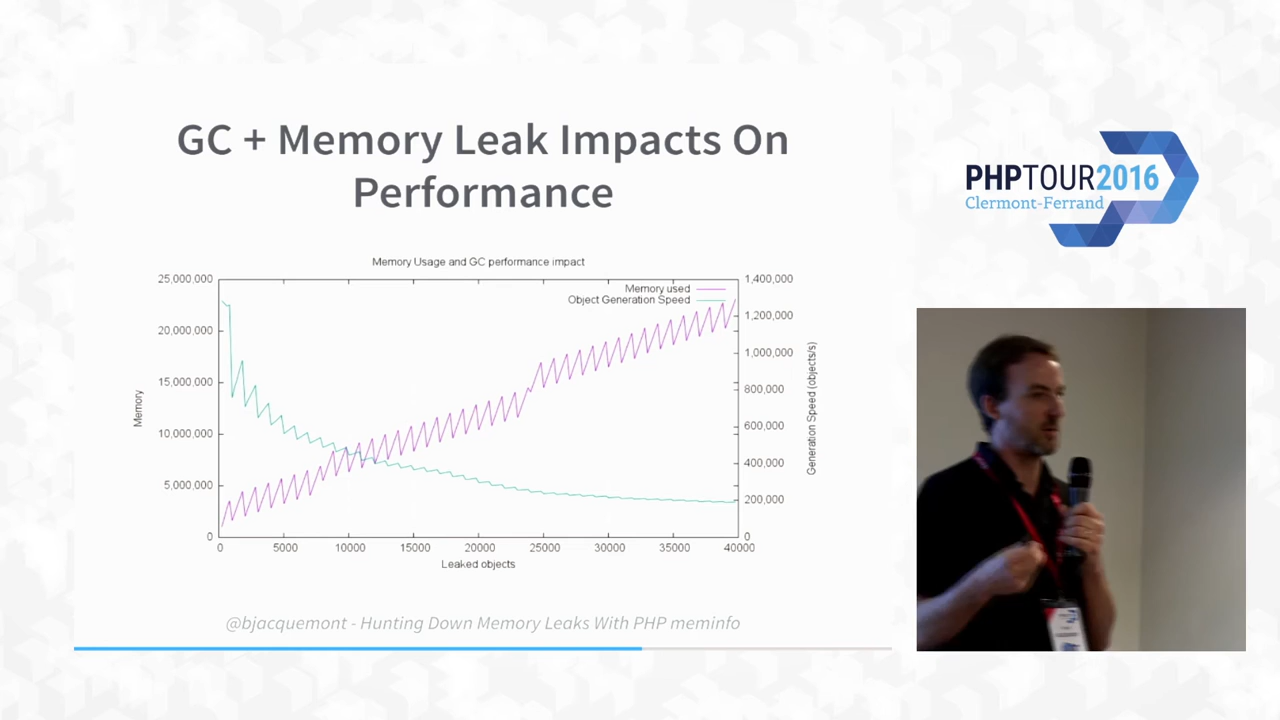 GC + Memory Leak Impacts On
Performance
Memory Usage and GC performance impact
25,000,000
20,000,000
15,000,000
10,000,000
5,000,000
0
Memory
Memory used
Object Generation Speed
1,400,000
1,200,000
1,000,000
800,000
600,000
400,000
200,000
0
Generation Speed (objects/s)
0 5000 10000 15000 20000 25000 30000 35000 40000
Leaked objects
@bjacquemont - Hunting Down Memory Leaks With PHP meminfo
PHPTOUR2016
Clermont-Ferrand